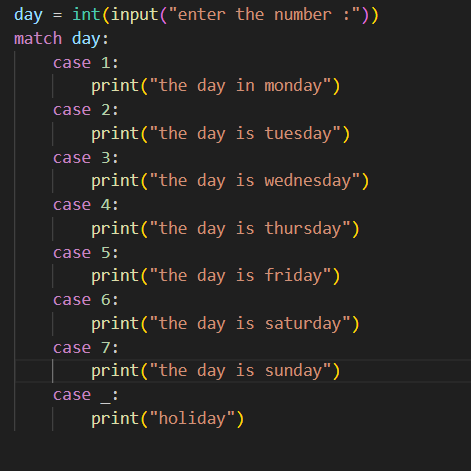 day = int(input("enter the number :"))
match day:
    case 1:
        print("the day in monday")
    case 2:
        print("the day is tuesday")
    case 3:
        print("the day is wednesday")
    case 4:
        print("the day is thursday")
    case 5:
        print("the day is friday")
    case 6:
        print("the day is saturday")
    case 7:
        print("the day is sunday")
    case _:
        print("holiday")